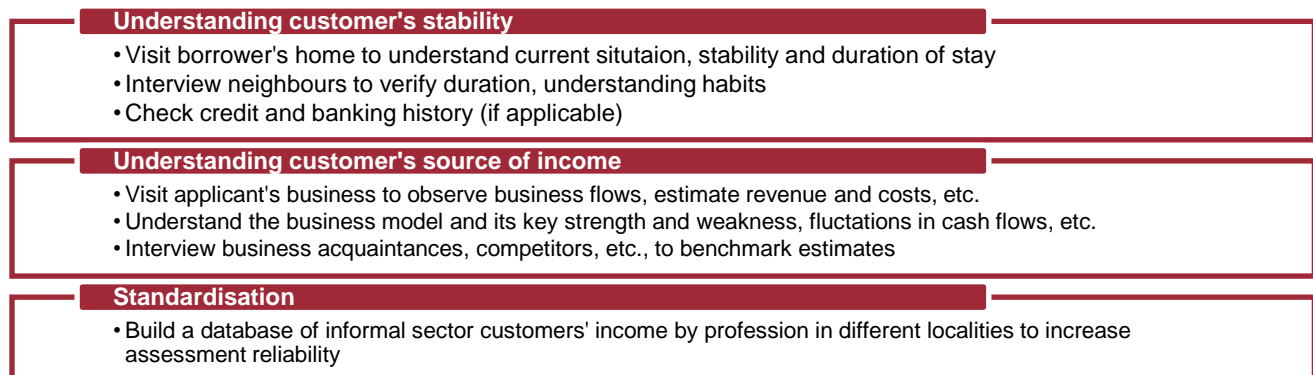 Understanding customer's stability
• Visit borrower's home to understand current situtaion, stability and duration of stay
• Interview neighbours to verify duration, understanding habits
• Check credit and banking history (if applicable)
Understanding customer's source of income
• Visit applicant's business to observe business flows, estimate revenue and costs, etc.
• Understand the business model and its key strength and weakness, fluctations in cash flows, etc.
• Interview business acquaintances, competitors, etc., to benchmark estimates
Standardisation
• Build a database of informal sector customers' income by profession in different localities to increase
assessment reliability